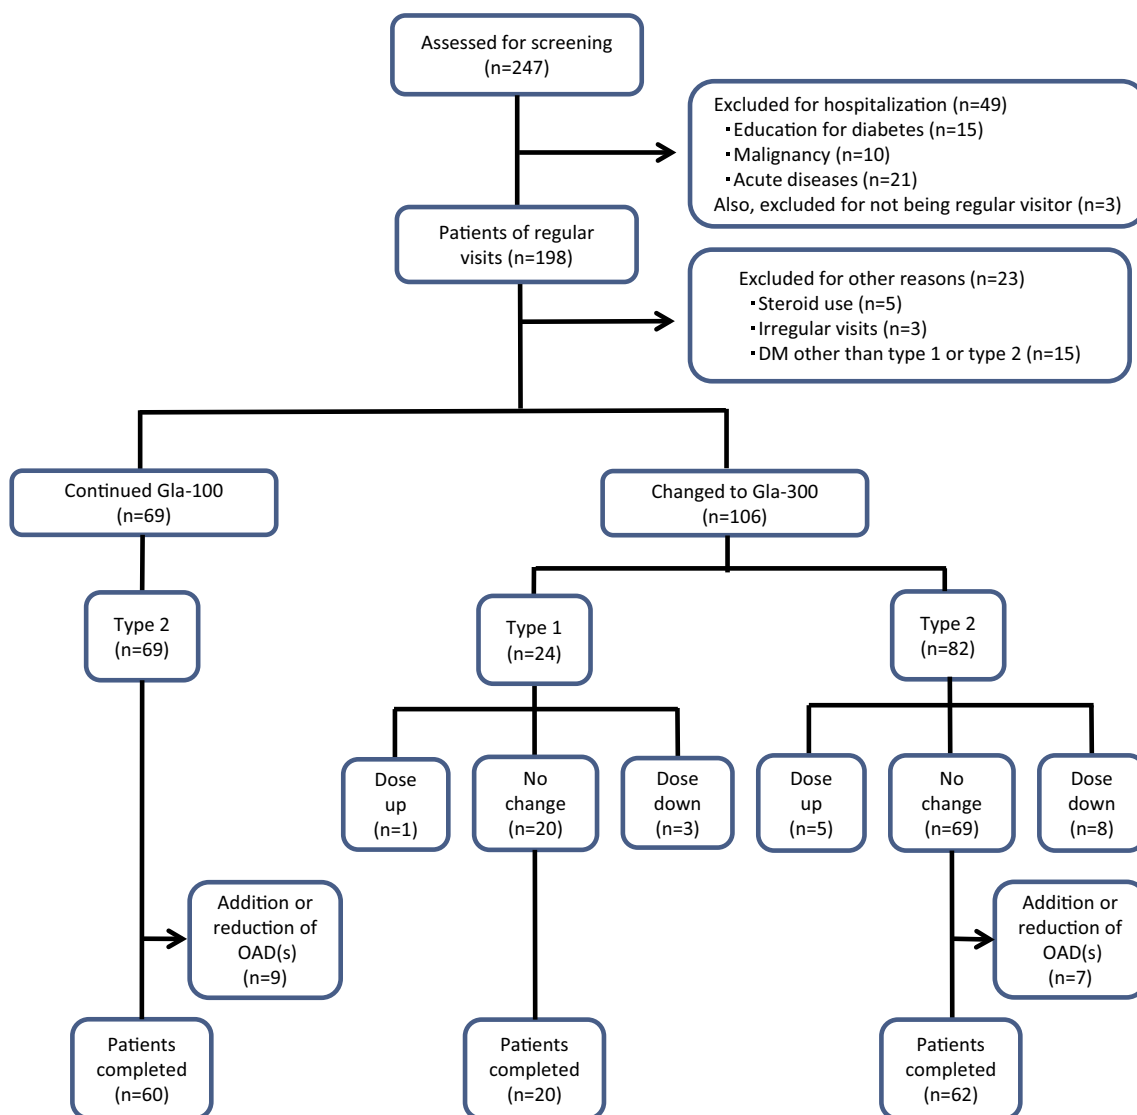 Assessed for screening
(n=247)
Excluded for hospitalization (n=49)
・Education for diabetes (n=15)
・Malignancy (n=10)
・Acute diseases (n=21)
Also, excluded for not being regular visitor (n=3)
Patients of regular
visits (n=198)
Excluded for other reasons (n=23)
・Steroid use (n=5)
・Irregular visits (n=3)
・DM other than type 1 or type 2 (n=15)
Continued Gla-100
(n=69)
Changed to Gla-300
(n=106)
Type 2
(n=69)
Type 1
(n=24)
Type 2
(n=82)
Dose
up
(n=1)
No
change
(n=20)
Dose
down
(n=3)
Dose
up
(n=5)
No
change
(n=69)
Dose
down
(n=8)
Addition or
reduction of
OAD(s)
(n=9)
Addition or
reduction of
OAD(s)
(n=7)
Patients
completed
(n=60)
Patients
completed
(n=20)
Patients
completed
(n=62)